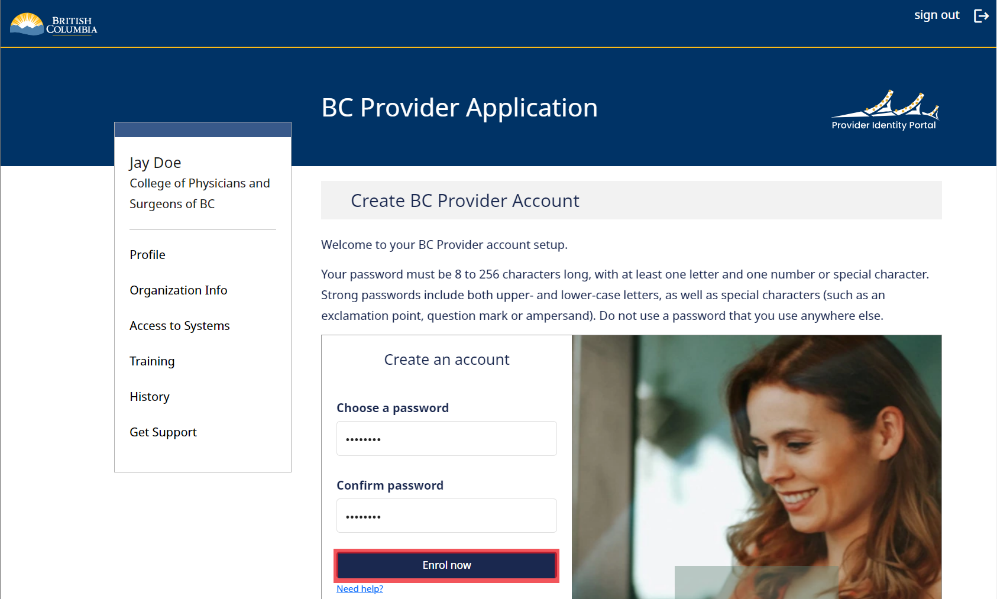 BRITISH
COLUMBIA
sign out
BC Provider Application
Provider Identity Portal
Jay Doe
College of Physicians and
Surgeons of BC
Profile
Organization Info
Access to Systems
Training
History
Get Support
Create BC Provider Account
Welcome to your BC Provider account setup.
Your password must be 8 to 256 characters long, with at least one letter and one number or special character.
Strong passwords include both upper- and lower-case letters, as well as special characters (such as an
exclamation point, question mark or ampersand). Do not use a password that you use anywhere else.
Create an account
Choose a password
••••••••
Confirm password
••••••••
Enrol now
Need help?